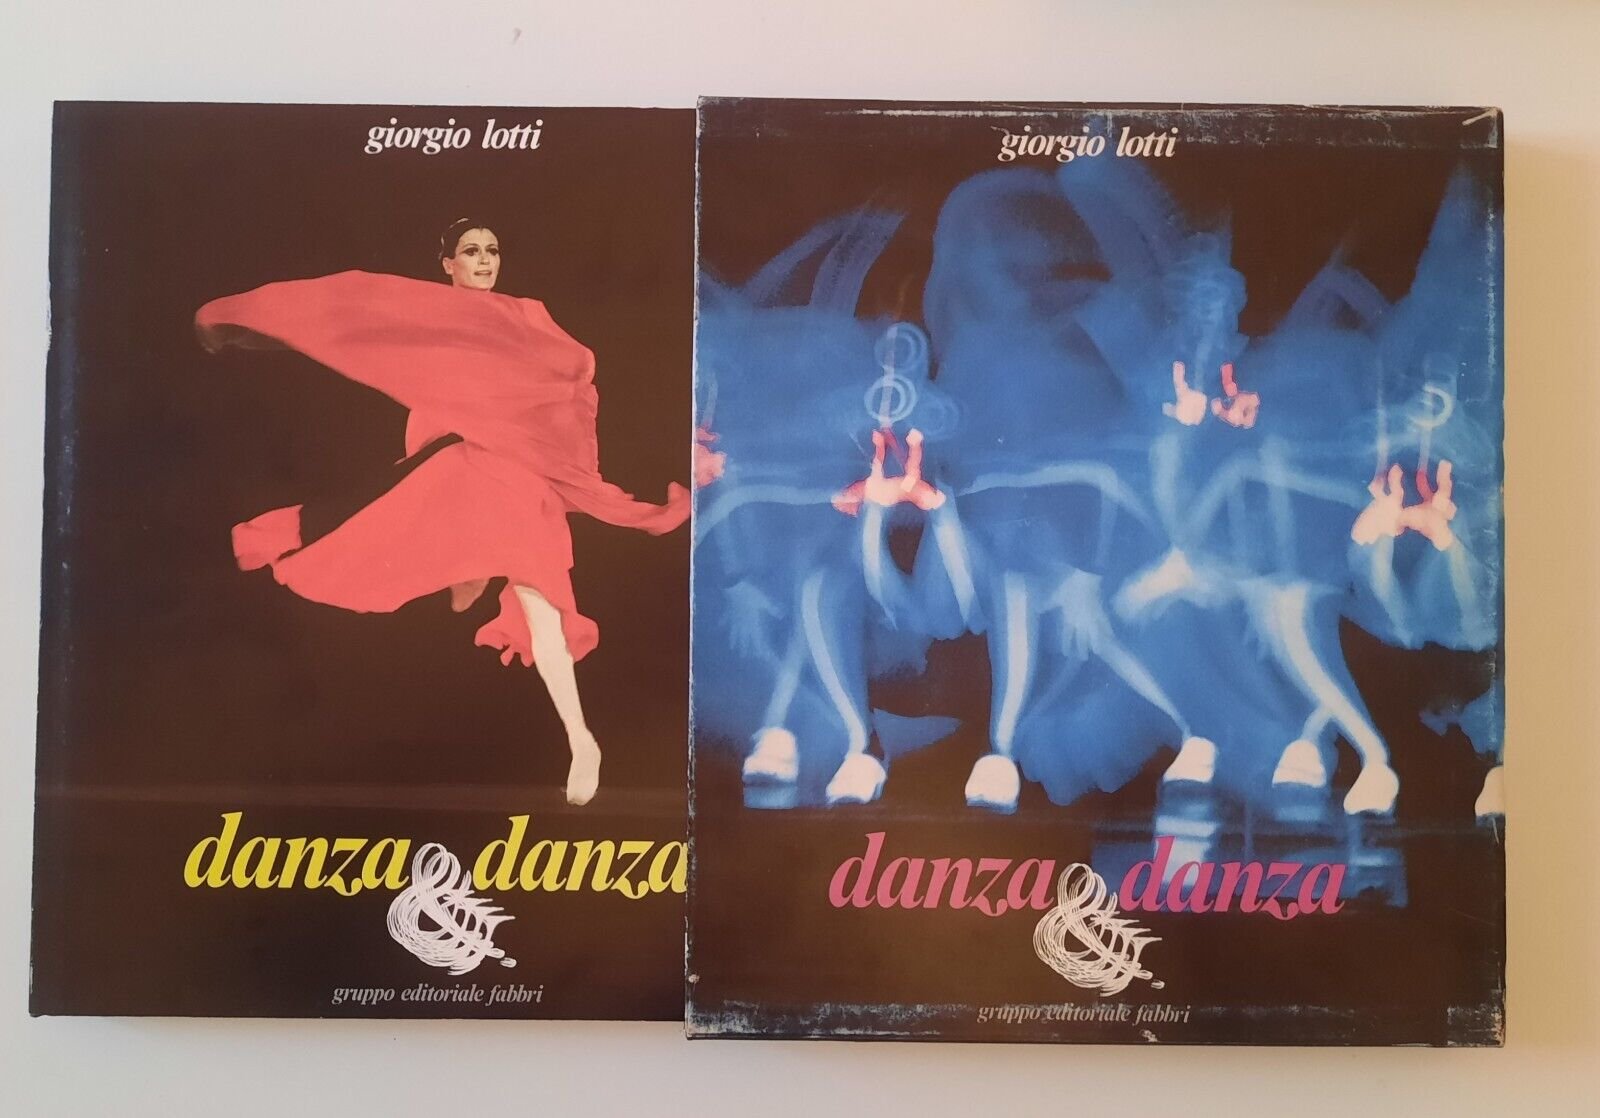 giorgio lotti
danza & danza
gruppo editoriale fabbri
giorgio lotti
danza & danza
gruppo editoriale fabbri